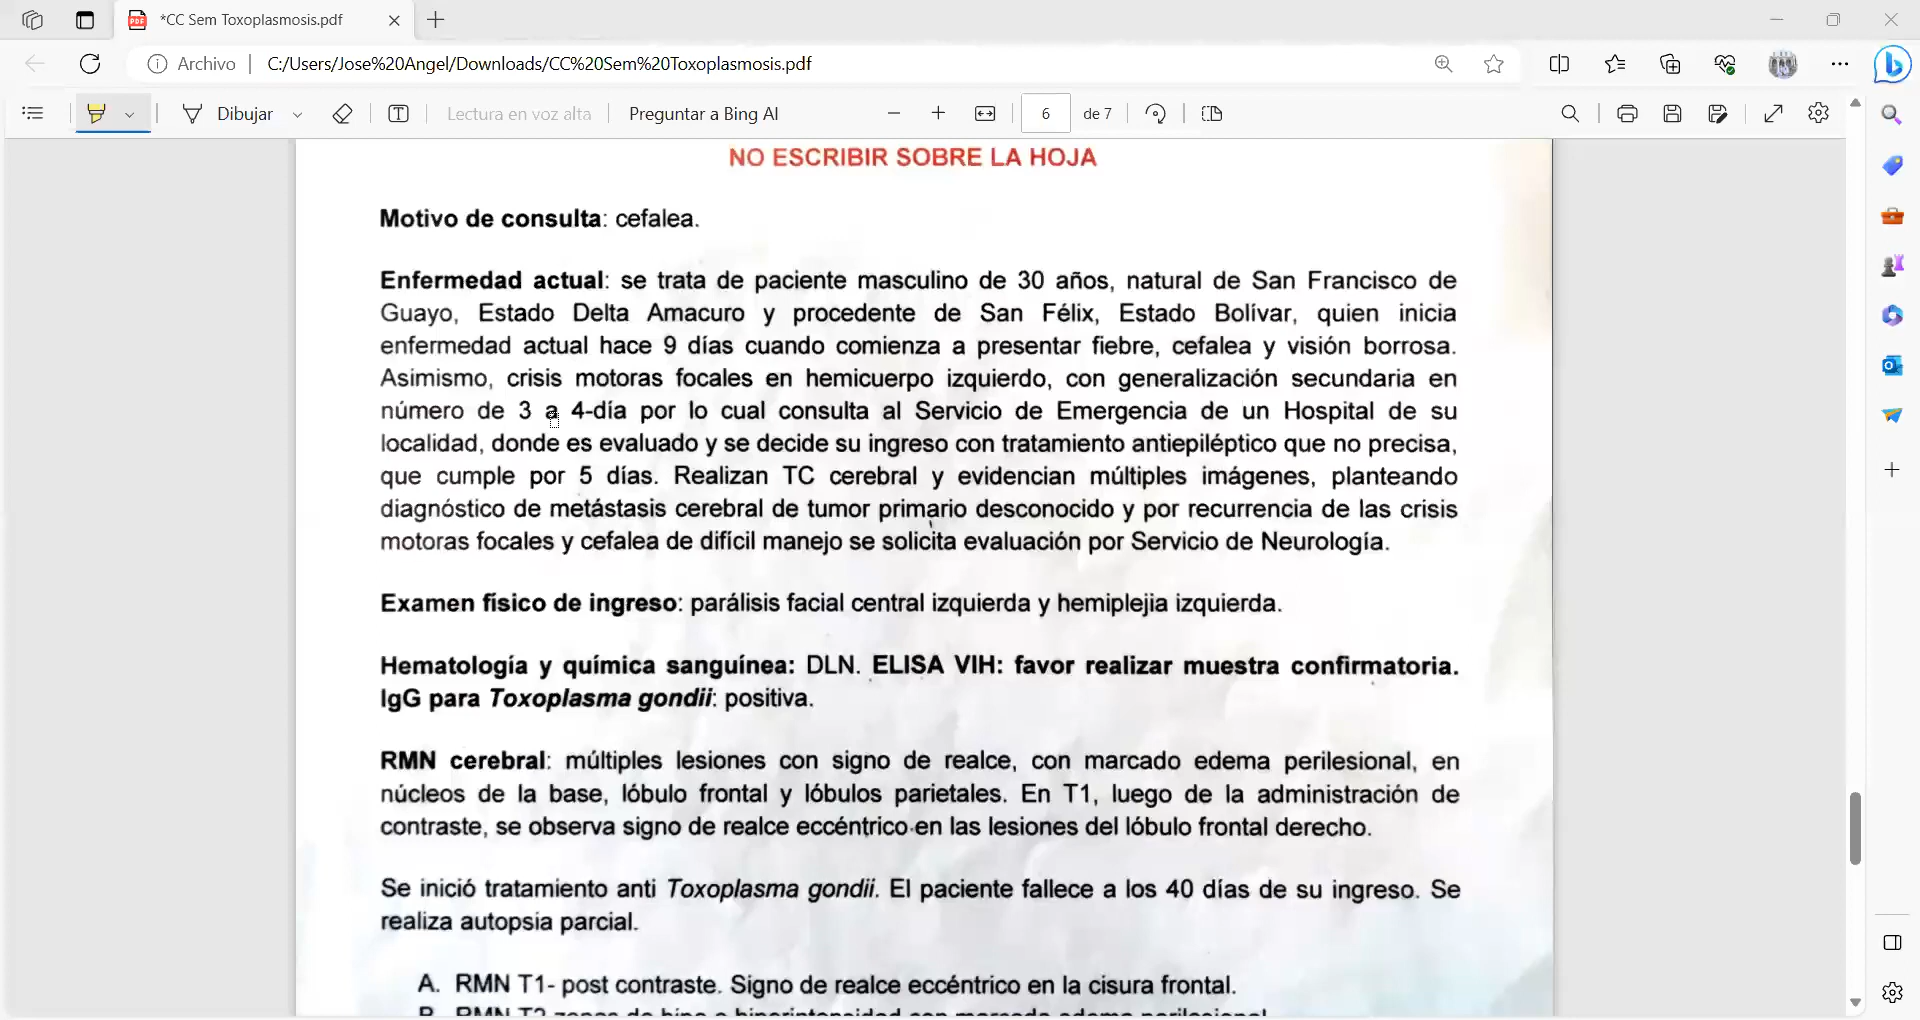 *CC Sem Toxoplasmosis.pdf
Archivo | C:/Users/Jose%20Angel/Downloads/CC%20Sem%20Toxoplasmosis.pdf
Dibujar Lectura en voz alta Preguntar a Bing AI 6 de 7
NO ESCRIBIR SOBRE LA HOJA
Motivo de consulta: cefalea.
Enfermedad actual: se trata de paciente masculino de 30 años, natural de San Francisco de
Guayo, Estado Delta Amacuro y procedente de San Félix, Estado Bolívar, quien inicia
enfermedad actual hace 9 días cuando comienza a presentar fiebre, cefalea y visión borrosa.
Asimismo, crisis motoras focales en hemicuerpo izquierdo, con generalización secundaria en
número de 3 a 4-día por lo cual consulta al Servicio de Emergencia de un Hospital de su
localidad, donde es evaluado y se decide su ingreso con tratamiento antiepiléptico que no precisa,
que cumple por 5 días. Realizan TC cerebral y evidencian múltiples imágenes, planteando
diagnóstico de metástasis cerebral de tumor primario desconocido y por recurrencia de las crisis
motoras focales y cefalea de difícil manejo se solicita evaluación por Servicio de Neurología.
Examen físico de ingreso: parálisis facial central izquierda y hemiplejia izquierda.
Hematología y química sanguínea: DLN. ELISA VIH: favor realizar muestra confirmatoria.
IgG para Toxoplasma gondii: positiva.
RMN cerebral: múltiples lesiones con signo de realce, con marcado edema perilesional, en
núcleos de la base, lóbulo frontal y lóbulos parietales. En T1, luego de la administración de
contraste, se observa signo de realce eccéntrico en las lesiones del lóbulo frontal derecho.
Se inició tratamiento anti Toxoplasma gondii. El paciente fallece a los 40 días de su ingreso. Se
realiza autopsia parcial.
A. RMN T1- post contraste. Signo de realce eccéntrico en la cisura frontal.